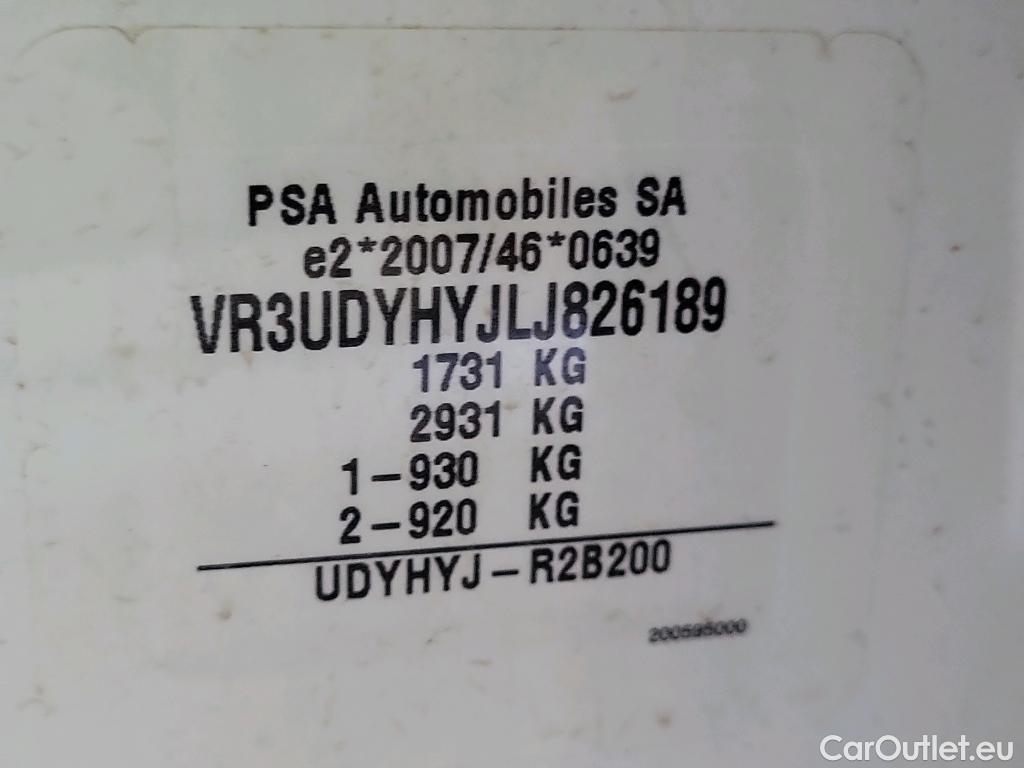 PSA Automobiles SA
e2*2007/46*0639
VR3UDYHYJLJ826189
1731 KG
2931 KG
1-930 KG
2-920 KG
UDYHYJ-R2B200
200595000
CarOutlet.eu